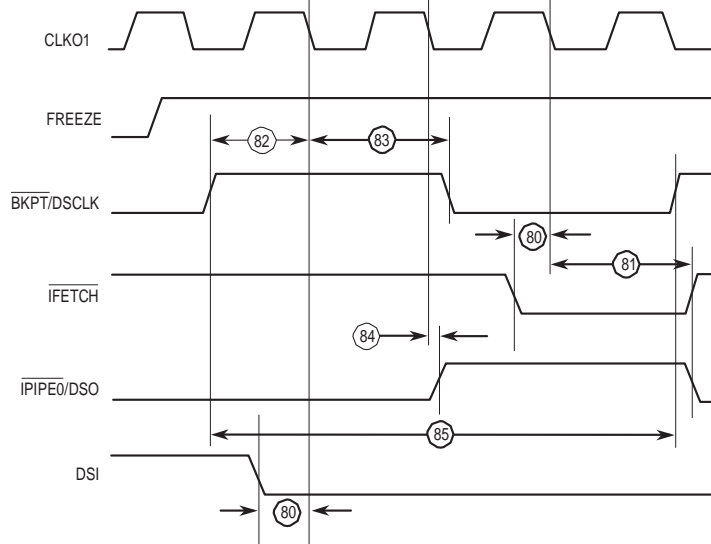 CLKO1
FREEZE
82
83
BKPT/DSCLK
80
81
IFETCH
84
IPIPE0/DSO
85
DSI
80